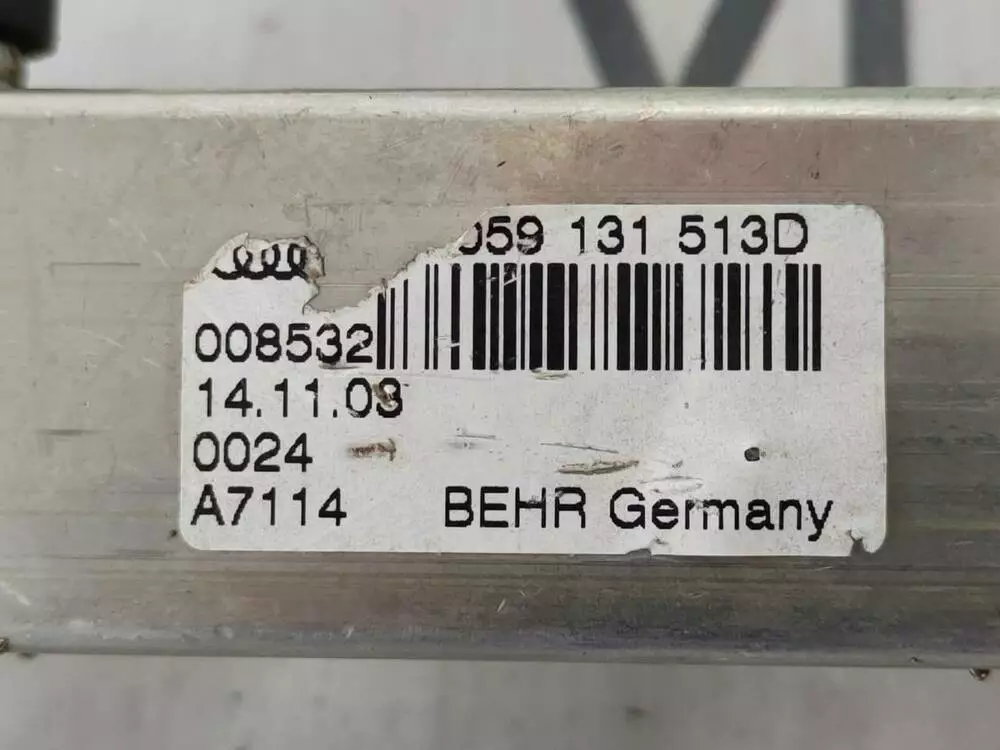 059 131 513D
008532
14.11.03
0024
A7114 BEHR Germany